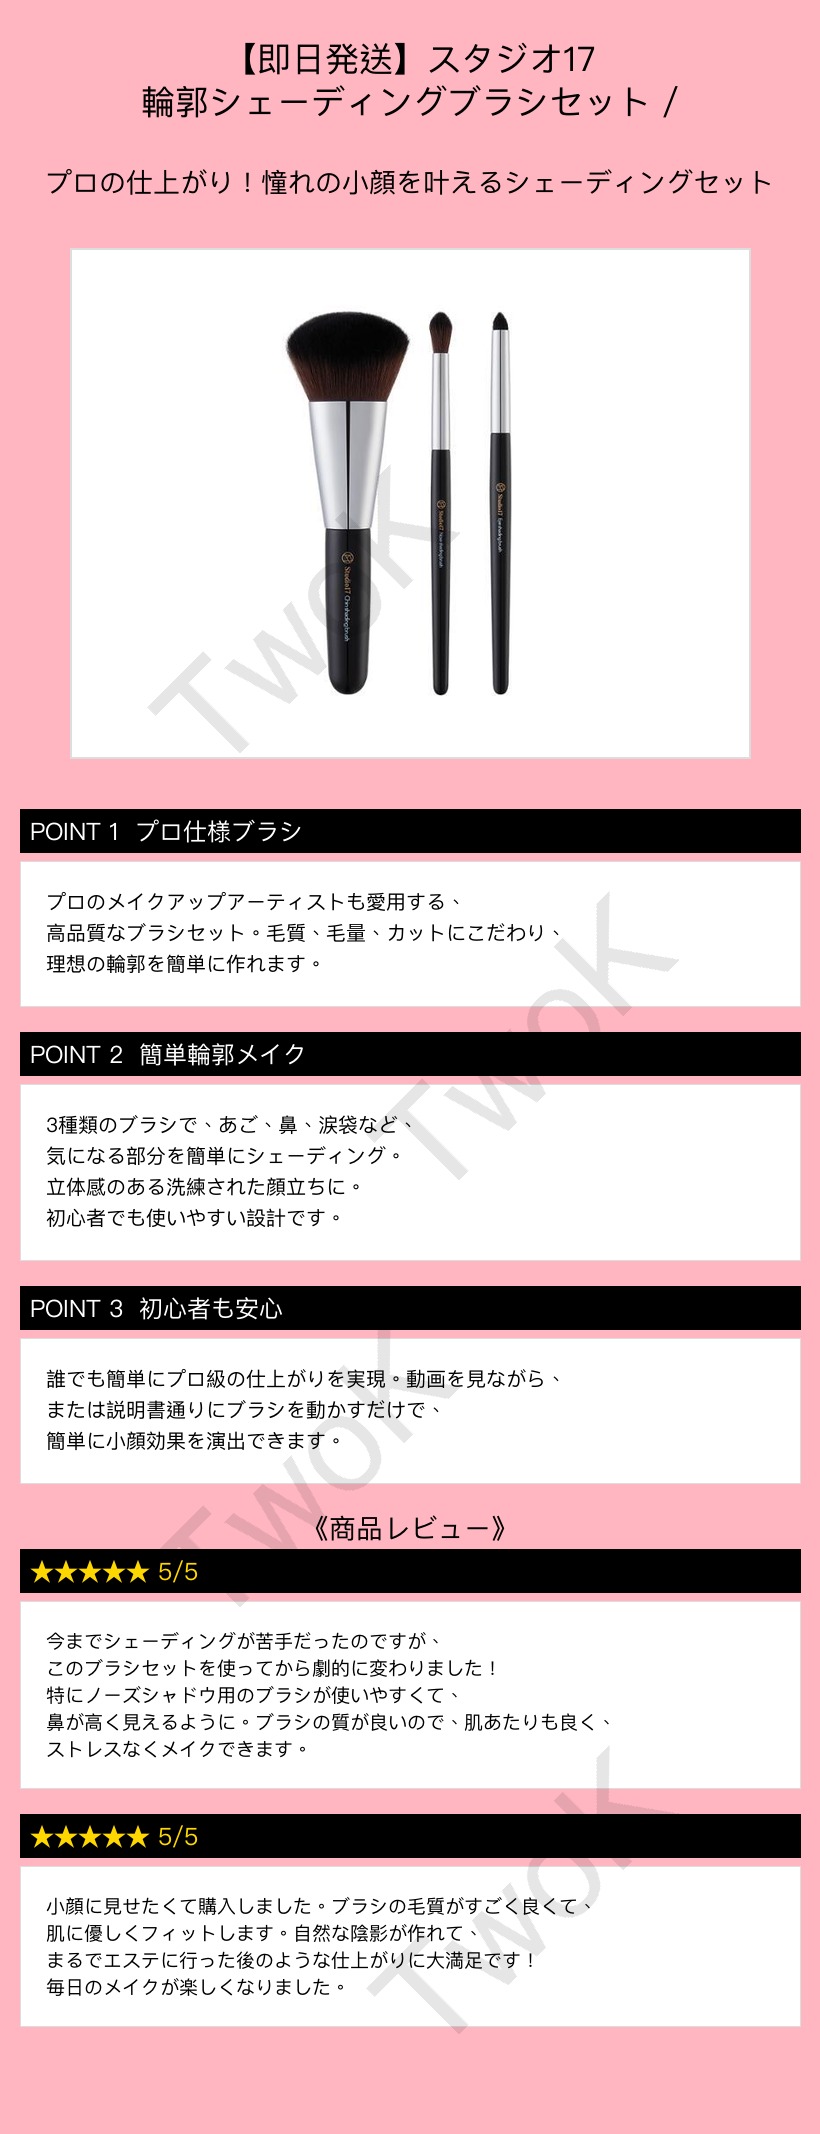 【即日発送】スタジオ17
輪郭シェーディングブラシセット /
プロの仕上がり！憧れの小顔を叶えるシェーディングセット
Studio17 Chin shading brush
Studio17 Nose shading brush
Studio17 Eye shading brush
TwoK
POINT 1 プロ仕様ブラシ
プロのメイクアップアーティストも愛用する、
高品質なブラシセット。毛質、毛量、カットにこだわり、
理想の輪郭を簡単に作れます。
TwoK
POINT 2 簡単輪郭メイク
3種類のブラシで、あご、鼻、涙袋など、
気になる部分を簡単にシェーディング。
立体感のある洗練された顔立ちに。
初心者でも使いやすい設計です。
POINT 3 初心者も安心
誰でも簡単にプロ級の仕上がりを実現。動画を見ながら、
または説明書通りにブラシを動かすだけで、
簡単に小顔効果を演出できます。
TwoK
《商品レビュー》
★★★★★ 5/5
今までシェーディングが苦手だったのですが、
このブラシセットを使ってから劇的に変わりました！
特にノーズシャドウ用のブラシが使いやすくて、
鼻が高く見えるように。ブラシの質が良いので、肌あたりも良く、
ストレスなくメイクできます。
★★★★★ 5/5
小顔に見せたくて購入しました。ブラシの毛質がすごく良くて、
肌に優しくフィットします。自然な陰影が作れて、
まるでエステに行った後のような仕上がりに大満足です！
毎日のメイクが楽しくなりました。
TwoK